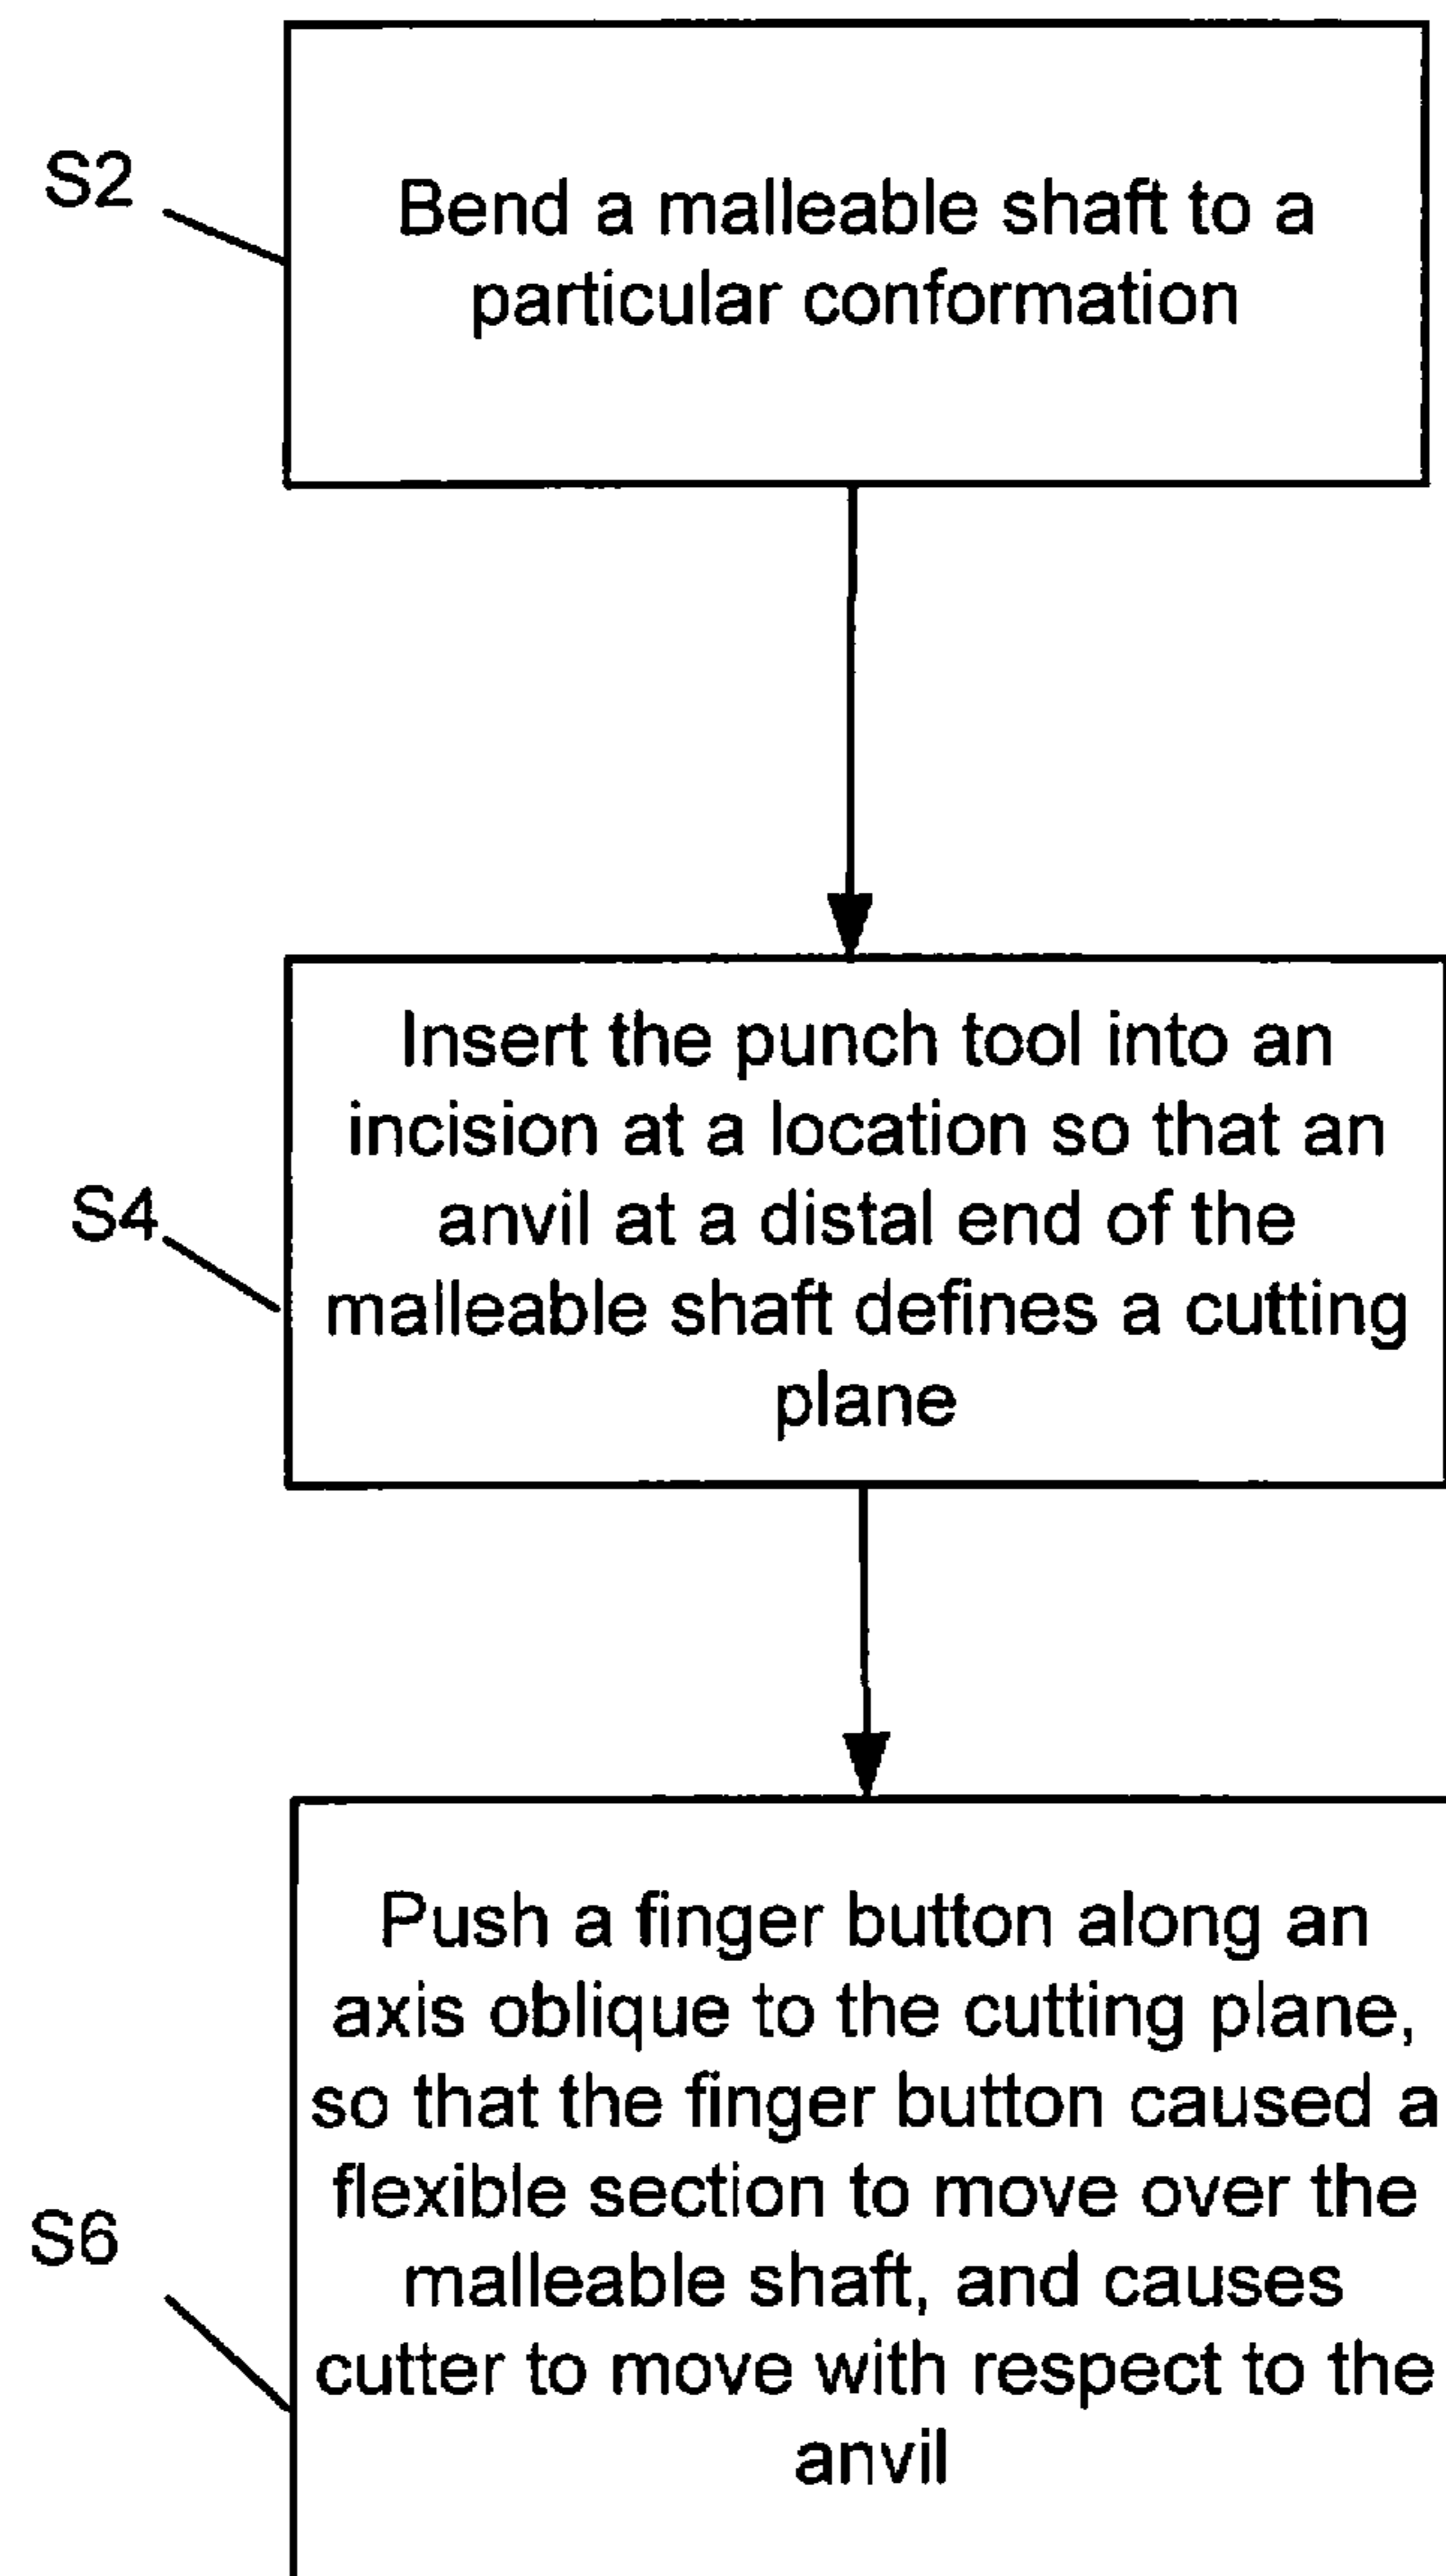 S2
Bend a malleable shaft to a
particular conformation
S4
Insert the punch tool into an
incision at a location so that an
anvil at a distal end of the
malleable shaft defines a cutting
plane
S6
Push a finger button along an
axis oblique to the cutting plane,
so that the finger button caused a
flexible section to move over the
malleable shaft, and causes
cutter to move with respect to the
anvil